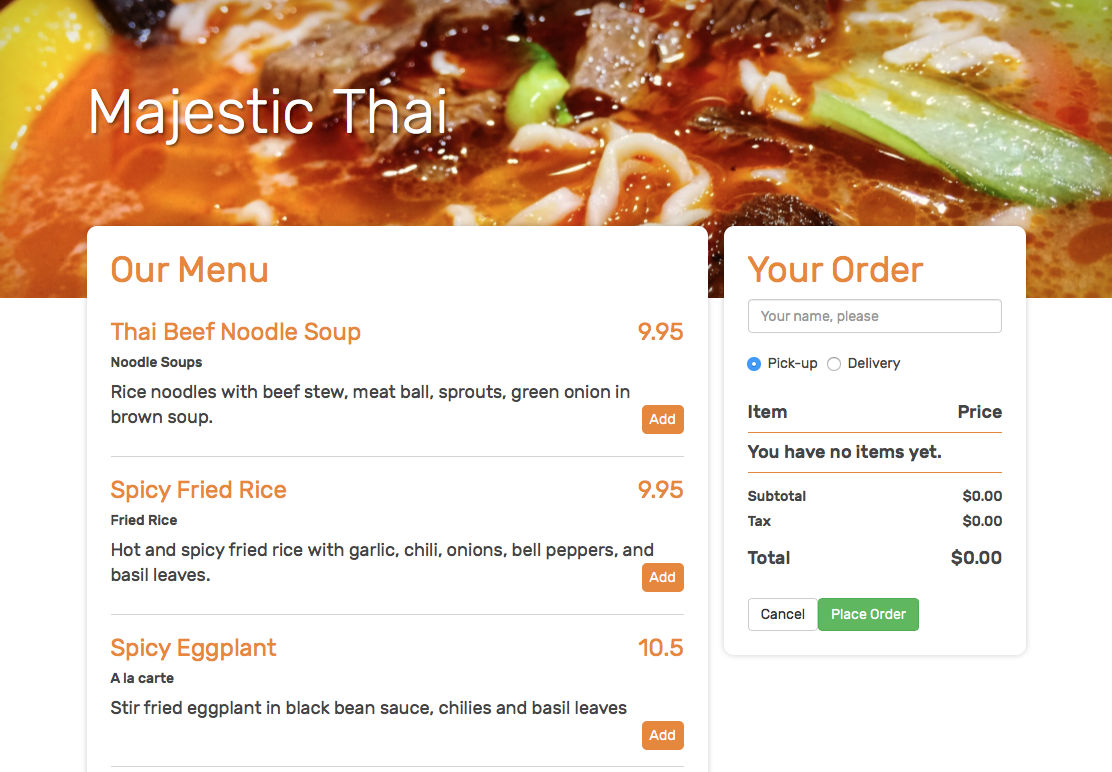 Majestic Thai
Our Menu
Thai Beef Noodle Soup 9.95
Noodle Soups
Rice noodles with beef stew, meat ball, sprouts, green onion in
brown soup.
Add
Spicy Fried Rice 9.95
Fried Rice
Hot and spicy fried rice with garlic, chili, onions, bell peppers, and
basil leaves.
Add
Spicy Eggplant 10.5
A la carte
Stir fried eggplant in black bean sauce, chilies and basil leaves
Add
Your Order
Your name, please
Pick-up Delivery
Item Price
You have no items yet.
Subtotal $0.00
Tax $0.00
Total $0.00
Cancel Place Order